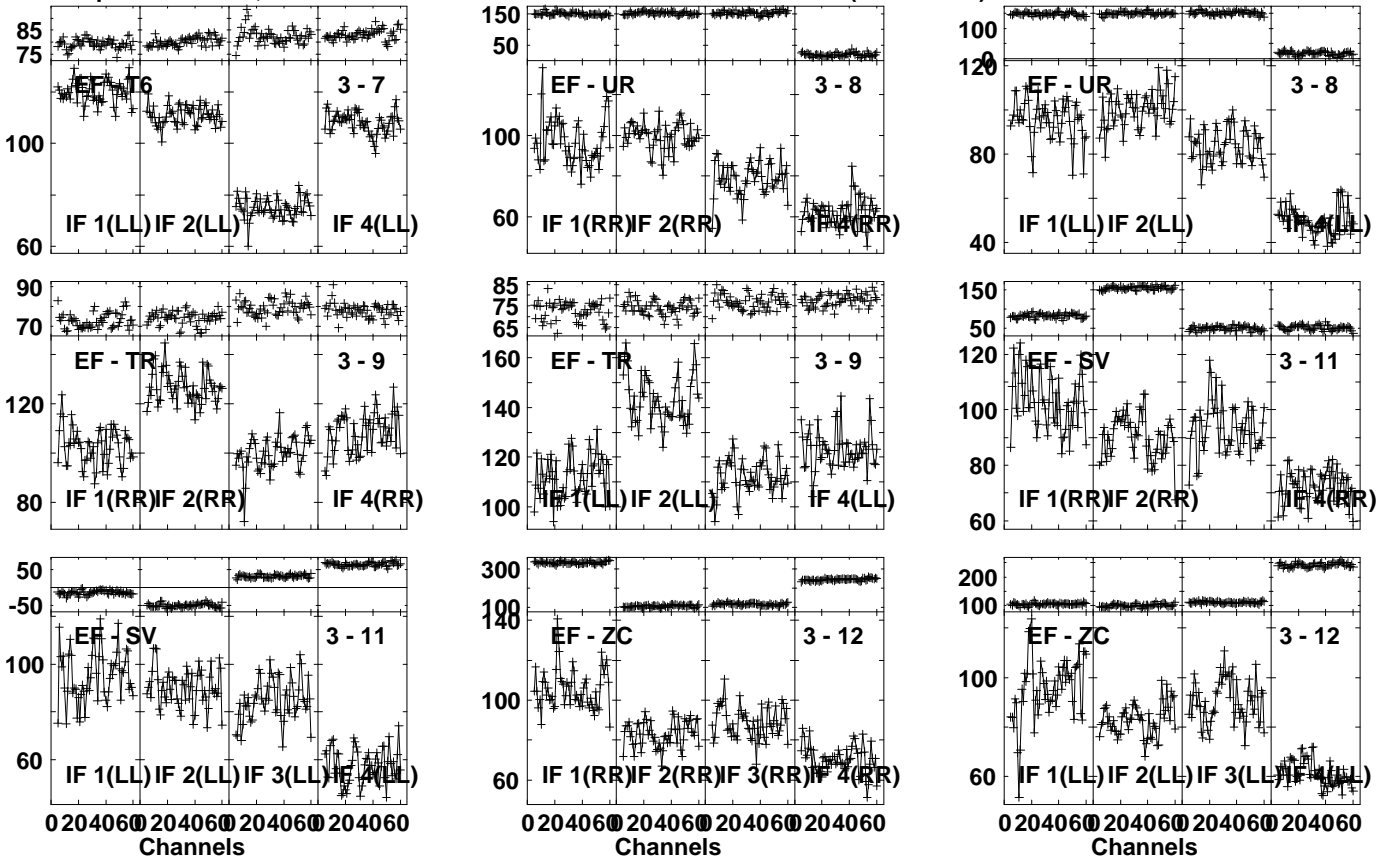 85
75
EF - T6
3 - 7
100
60
IF 1(LL) IF 2(LL) IF 4(LL)
150
50
EF - UR
3 - 8
100
60
IF 1(RR) IF 2(RR) IF 4(RR)
100
0
120
EF - UR
3 - 8
80
40
IF 1(LL) IF 2(LL) IF 4(LL)
90
70
EF - TR
3 - 9
120
80
IF 1(RR) IF 2(RR) IF 4(RR)
85
75
65
160
EF - TR
3 - 9
140
120
100
IF 1(LL) IF 2(LL) IF 4(LL)
150
50
120
EF - SV
3 - 11
100
80
60
IF 1(RR) IF 2(RR) IF 4(RR)
50
-50
EF - SV
3 - 11
100
60
IF 1(LL) IF 2(LL) IF 3(LL) IF 4(LL)
0 20 40 60 0 20 40 60 0 20 40 60 0 20 40 60
Channels
300
100
140
EF - ZC
3 - 12
100
60
IF 1(RR) IF 2(RR) IF 3(RR) IF 4(RR)
0 20 40 60 0 20 40 60 0 20 40 60 0 20 40 60
Channels
200
100
EF - ZC
3 - 12
100
60
IF 1(LL) IF 2(LL) IF 3(LL) IF 4(LL)
0 20 40 60 0 20 40 60 0 20 40 60 0 20 40 60
Channels